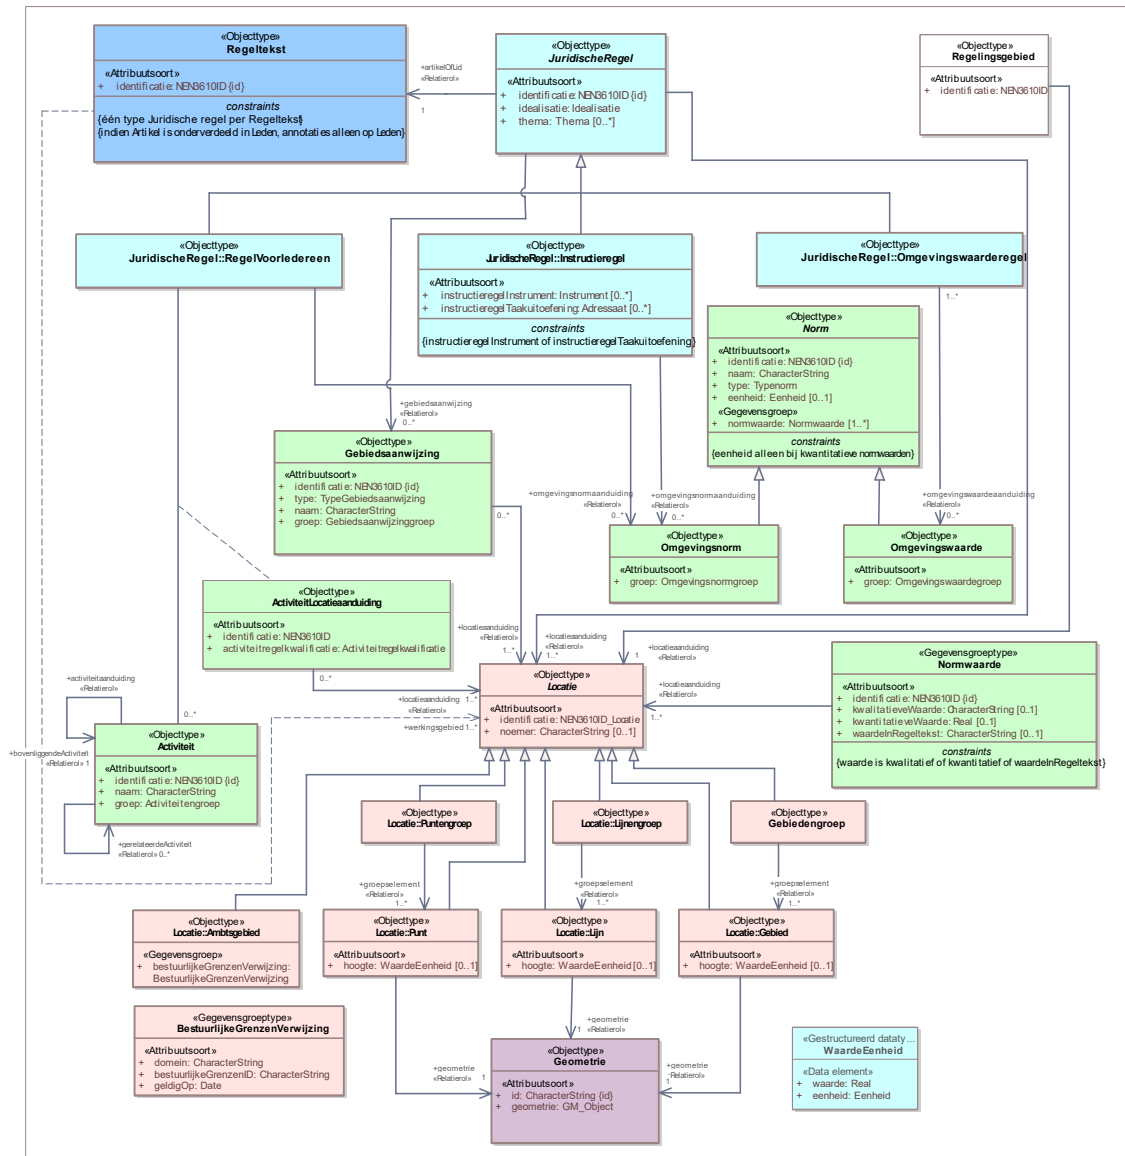 «Objecttype»
Regeltekst
«Attribuutsoort»
+ identificatie: NEN3610ID {id}
constraints
{één type Juridische regel per Regeltekst}
{indien Artikel is onderverdeeld in Leden, annotaties alleen op Leden}
+artikelOfLid
«Relatierol»
1
«Objecttype»
JuridischeRegel
«Attribuutsoort»
+ identificatie: NEN3610ID {id}
+ idealisatie: Idealisatie
+ thema: Thema [0..*]
«Objecttype»
Regelingsgebied
«Attribuutsoort»
+ identificatie: NEN3610ID
«Objecttype»
JuridischeRegel::RegelVoorIedereen
«Objecttype»
JuridischeRegel::Instructieregel
«Attribuutsoort»
+ instructieregelInstrument: Instrument [0..*]
+ instructieregelTaakuitoefening: Adressaat [0..*]
constraints
{instructieregelInstrument of instructieregelTaakuitoefening}
«Objecttype»
JuridischeRegel::Omgevingswaarderegel
1..*
«Objecttype»
Norm
«Attribuutsoort»
+ identificatie: NEN3610ID {id}
+ naam: CharacterString
+ type: Typenorm
+ eenheid: Eenheid [0..1]
«Gegevensgroep»
+ normwaarde: Normwaarde [1..*]
constraints
{eenheid alleen bij kwantitatieve normwaarden}
+gebiedsaanwijzing
«Relatierol»
0..*
«Objecttype»
Gebiedsaanwijzing
«Attribuutsoort»
+ identificatie: NEN3610ID {id}
+ type: TypeGebiedsaanwijzing
+ naam: CharacterString
+ groep: Gebiedsaanwijzinggroep
0..*
+omgevingsnormaanduiding
«Relatierol»
0..*
+omgevingsnormaanduiding
«Relatierol»
0..*
+omgevingswaardeaanduiding
«Relatierol»
0..*
«Objecttype»
Omgevingsnorm
«Attribuutsoort»
+ groep: Omgevingsnormgroep
«Objecttype»
Omgevingswaarde
«Attribuutsoort»
+ groep: Omgevingswaardegroep
«Objecttype»
ActiviteitLocatieaanduiding
«Attribuutsoort»
+ identificatie: NEN3610ID
+ activiteitregelkwalificatie: Activiteitregelkwalificatie
0..*
+locatieaanduiding
«Relatierol»
1..*
+locatieaanduiding
«Relatierol»
1..*
1
+locatieaanduiding
«Relatierol»
+locatieaanduiding
«Relatierol»
1..*
«Objecttype»
Locatie
«Attribuutsoort»
+ identificatie: NEN3610ID_Locatie
+ noemer: CharacterString [0..1]
1..*
+locatieaanduiding
«Relatierol»
+werkingsgebied 1..*
«Gegevensgroeptype»
Normwaarde
«Attribuutsoort»
+ identificatie: NEN3610ID {id}
+ kwalitatieveWaarde: CharacterString [0..1]
+ kwantitatieveWaarde: Real [0..1]
+ waardeInRegeltekst: CharacterString [0..1]
constraints
{waarde is kwalitatief of kwantitatief of waardeInRegeltekst}
+activiteitaanduiding
«Relatierol»
0..*
+bovenliggendeActiviteit
«Relatierol» 1
«Objecttype»
Activiteit
«Attribuutsoort»
+ identificatie: NEN3610ID {id}
+ naam: CharacterString
+ groep: Activiteitengroep
+gerelateerdeActiviteit
«Relatierol» 0..*
«Objecttype»
Locatie::Puntengroep
«Objecttype»
Locatie::Lijnengroep
«Objecttype»
Gebiedengroep
+groepselement
«Relatierol»
1..*
+groepselement
«Relatierol»
1..*
+groepselement
«Relatierol»
1..*
«Objecttype»
Locatie::Ambtsgebied
«Gegevensgroep»
+ bestuurlijkeGrenzenVerwijzing:
BestuurlijkeGrenzenVerwijzing
«Objecttype»
Locatie::Punt
«Attribuutsoort»
+ hoogte: WaardeEenheid [0..1]
«Objecttype»
Locatie::Lijn
«Attribuutsoort»
+ hoogte: WaardeEenheid [0..1]
«Objecttype»
Locatie::Gebied
«Attribuutsoort»
+ hoogte: WaardeEenheid [0..1]
«Gegevensgroeptype»
BestuurlijkeGrenzenVerwijzing
«Attribuutsoort»
+ domein: CharacterString
+ bestuurlijkeGrenzenID: CharacterString
+ geldigOp: Date
+geometrie
«Relatierol»
1
+geometrie
«Relatierol»
1
+geometrie
«Relatierol»
1
«Objecttype»
Geometrie
«Attribuutsoort»
+ id: CharacterString {id}
+ geometrie: GM_Object
«Gestructureerd dataty...
WaardeEenheid
«Data element»
+ waarde: Real
+ eenheid: Eenheid